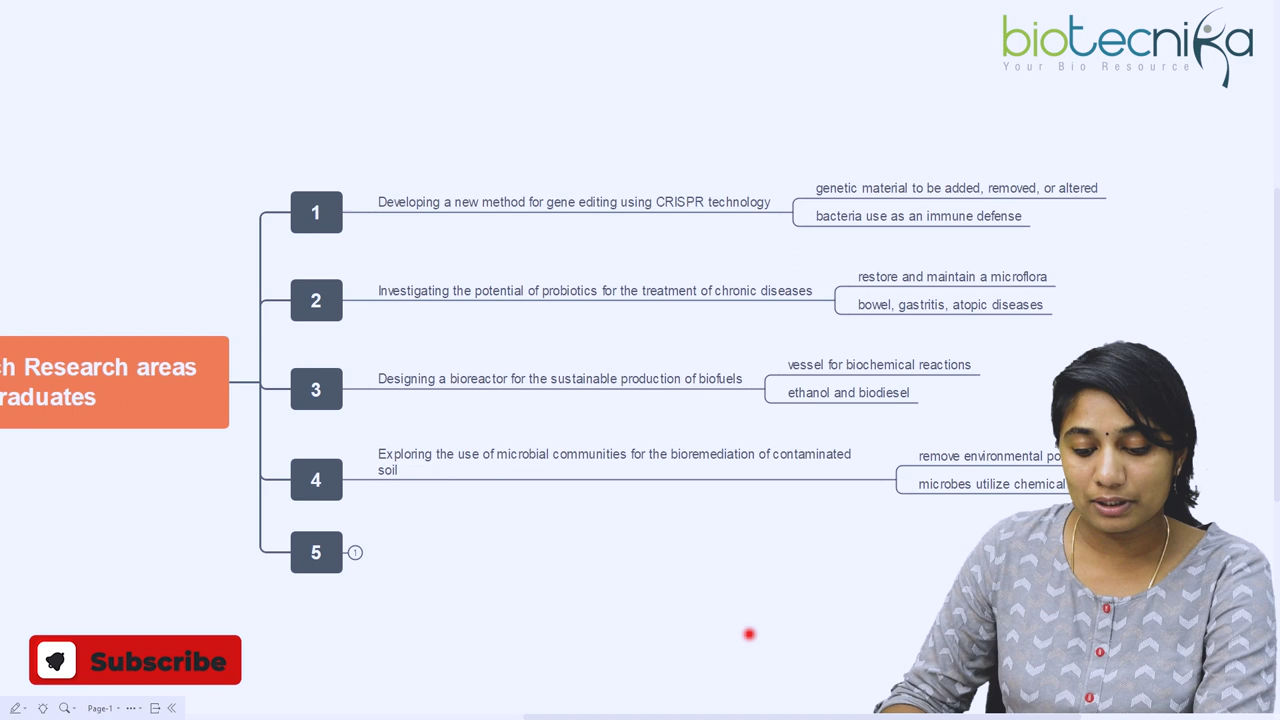 biotecnika
Your Bio Resource
ch Research areas
raduates
1
Developing a new method for gene editing using CRISPR technology
genetic material to be added, removed, or altered
bacteria use as an immune defense
2
Investigating the potential of probiotics for the treatment of chronic diseases
restore and maintain a microflora
bowel, gastritis, atopic diseases
3
Designing a bioreactor for the sustainable production of biofuels
vessel for biochemical reactions
ethanol and biodiesel
4
Exploring the use of microbial communities for the bioremediation of contaminated
soil
remove environmental po
microbes utilize chemical
5
1
Subscribe
Page-1